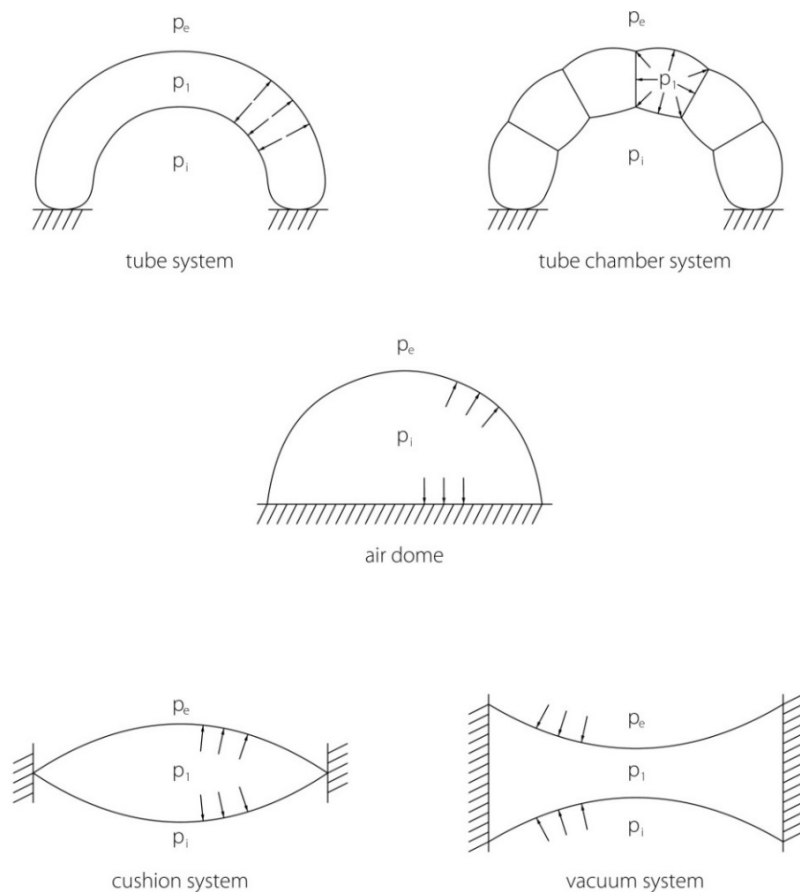 pₑ
p₁
pᵢ
tube system
pₑ
p₁
pᵢ
tube chamber system
pₑ
pᵢ
air dome
pₑ
p₁
pᵢ
cushion system
pₑ
p₁
pᵢ
vacuum system